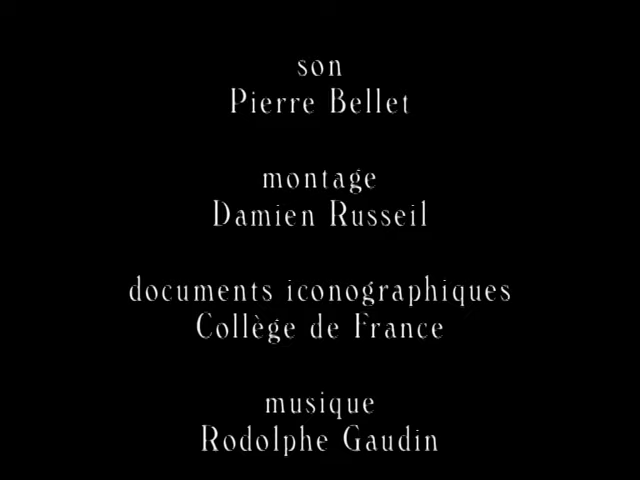 son
Pierre Bellet
montage
Damien Russeil
documents iconographiques
Collège de France
musique
Rodolphe Gaudin